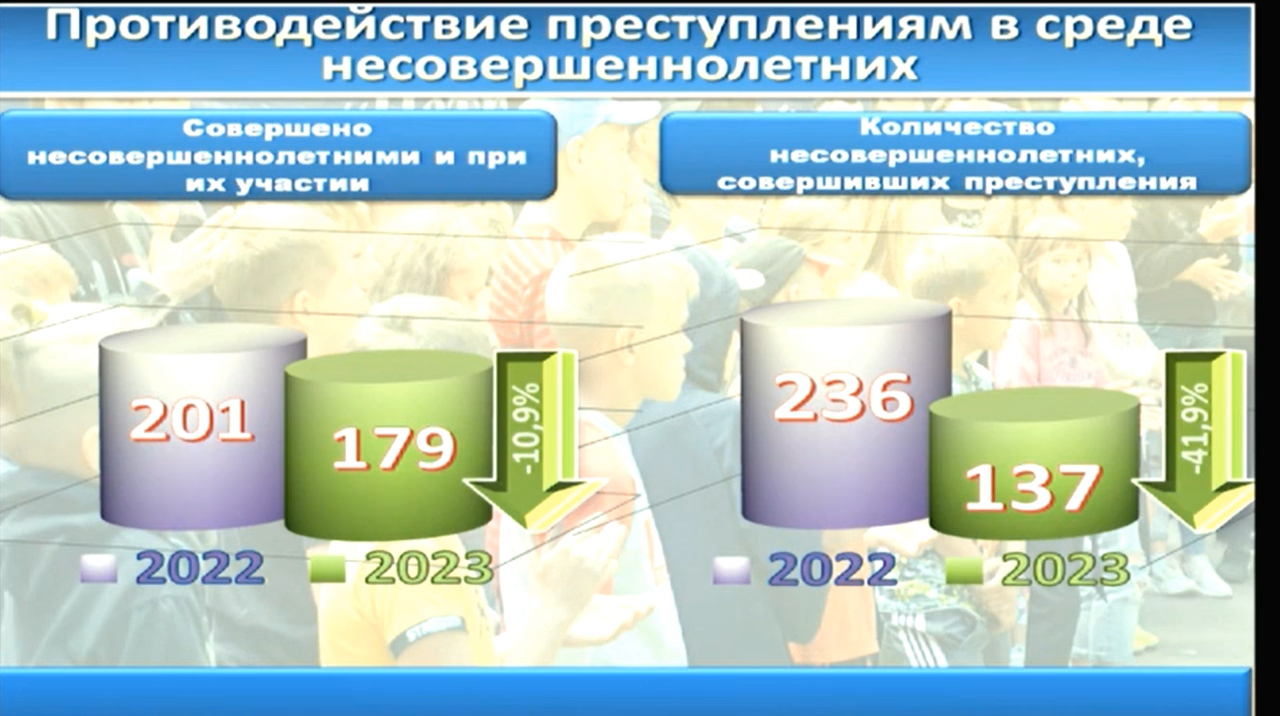 Противодействие преступлениям в среде
несовершеннолетних
Совершено
несовершеннолетними и при
их участии
Количество
несовершеннолетних,
совершивших преступления
201
179
-10,9%
236
137
-41,9%
2022
2023
2022
2023